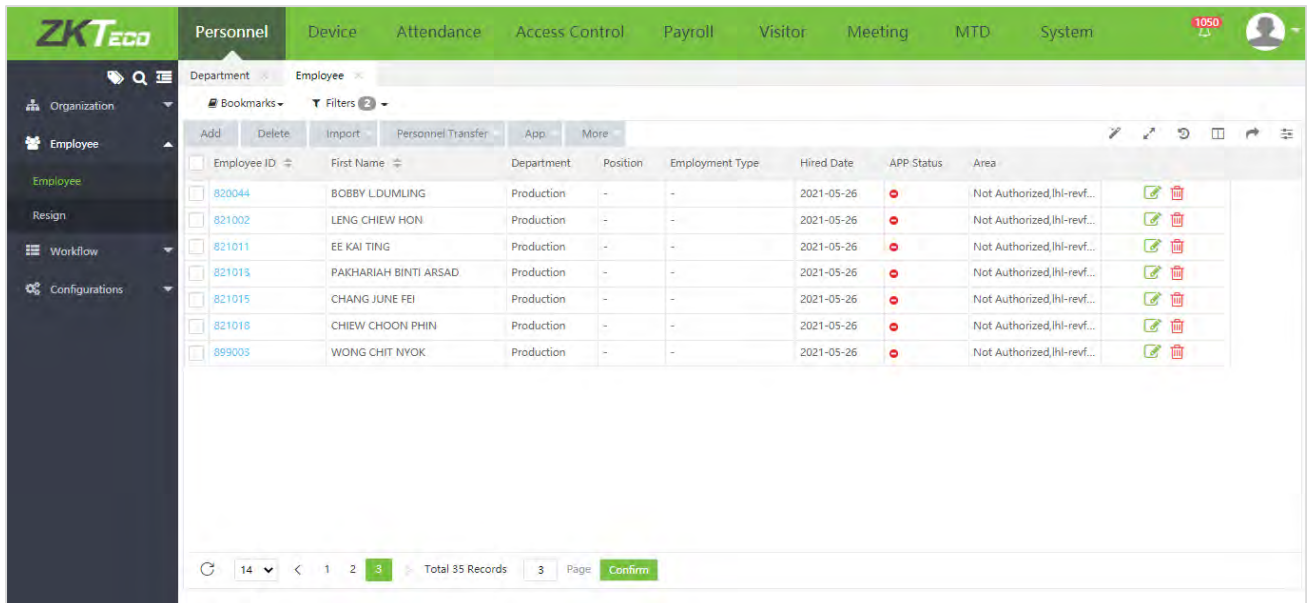 ZKTeco Personnel Device Attendance Access Control Payroll Visitor Meeting MTD System 1050
Department Employee
Organization Bookmarks Filters 2
Add Delete Import Personnel Transfer App More
Employee
Employee ID First Name Department Position Employment Type Hired Date APP Status Area
Employee
820044 BOBBY L.DUMLING Production - - 2021-05-26 Not Authorized,lhl-revf...
Resign
821002 LENG CHIEW HON Production - - 2021-05-26 Not Authorized,lhl-revf...
821011 EE KAI TING Production - - 2021-05-26 Not Authorized,lhl-revf...
Workflow
PAKHARIAH BINTI ARSAD Production - - 2021-05-26 Not Authorized,lhl-revf...
Configurations
821015 CHANG JUNE FEI Production - - 2021-05-26 Not Authorized,lhl-revf...
821018 CHIEW CHOON PHIN Production - - 2021-05-26 Not Authorized,lhl-revf...
WONG CHIT NYOK Production - - 2021-05-26 Not Authorized,lhl-revf...
14 < 1 2 3 > Total 35 Records 3 Page Confirm